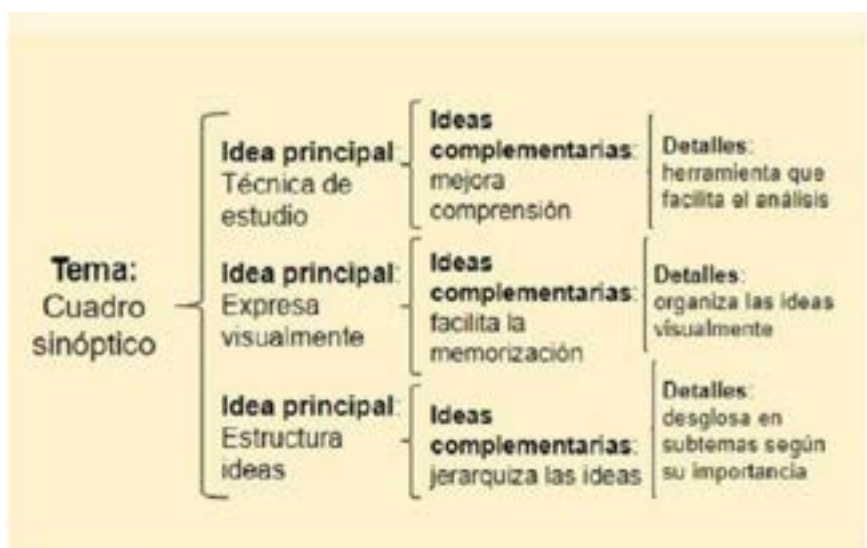 Tema:
Cuadro
sinóptico
Idea principal:
Técnica de
estudio
Ideas
complementarias:
mejora
comprensión
Detalles:
herramienta que
facilita el análisis
Idea principal:
Expresa
visualmente
Ideas
complementarias:
facilita la
memorización
Detalles:
organiza las ideas
visualmente
Idea principal:
Estructura
ideas
Ideas
complementarias:
jerarquiza las ideas
Detalles:
desglosa en
subtemas según
su importancia